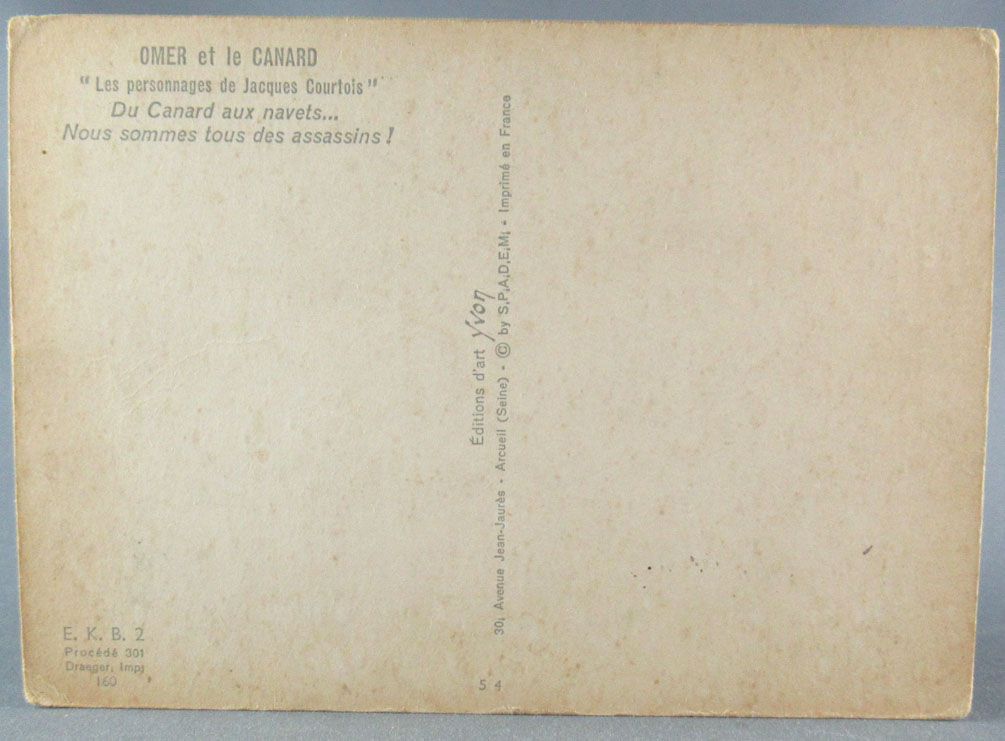 OMER et le CANARD
" Les personnages de Jacques Courtois "
Du Canard aux navets...
Nous sommes tous des assassins !
Éditions d'art Yvon
30, Avenue Jean-Jaurès • Arcueil (Seine) • © by S.P.A.D.E.M. • Imprimé en France
E. K. B. 2
Procédé 301
Draeger, Imp.
160
5 4